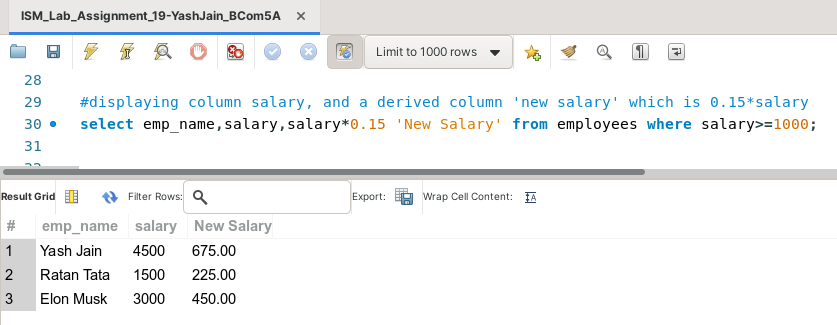 ISM_Lab_Assignment_19-YashJain_BCom5A ×
Limit to 1000 rows
28
29 #displaying column salary, and a derived column 'new salary' which is 0.15*salary
30 select emp_name,salary,salary*0.15 'New Salary' from employees where salary>=1000;
31
Result Grid Filter Rows: Export: Wrap Cell Content: IA
# emp_name salary New Salary
1 Yash Jain 4500 675.00
2 Ratan Tata 1500 225.00
3 Elon Musk 3000 450.00